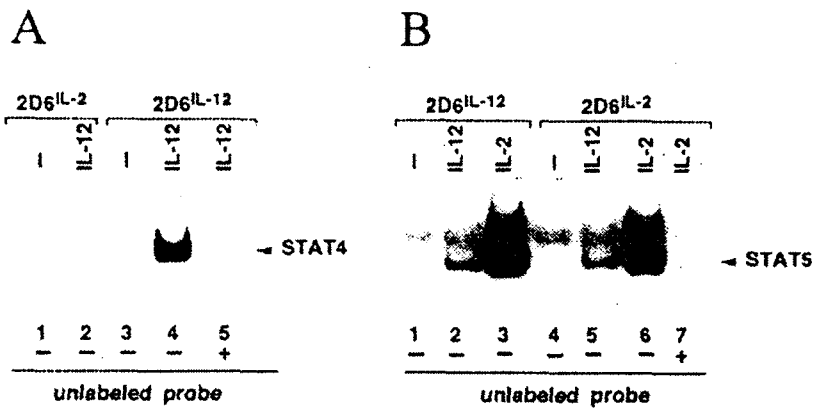 A
2D6IL-2 2D6IL-12
– IL-12 – IL-12 IL-12
STAT4
1 2 3 4 5
– – – – +
unlabeled probe
B
2D6IL-12 2D6IL-2
– IL-12 IL-2 – IL-12 IL-2 IL-2
STAT5
1 2 3 4 5 6 7
– – – – – – +
unlabeled probe